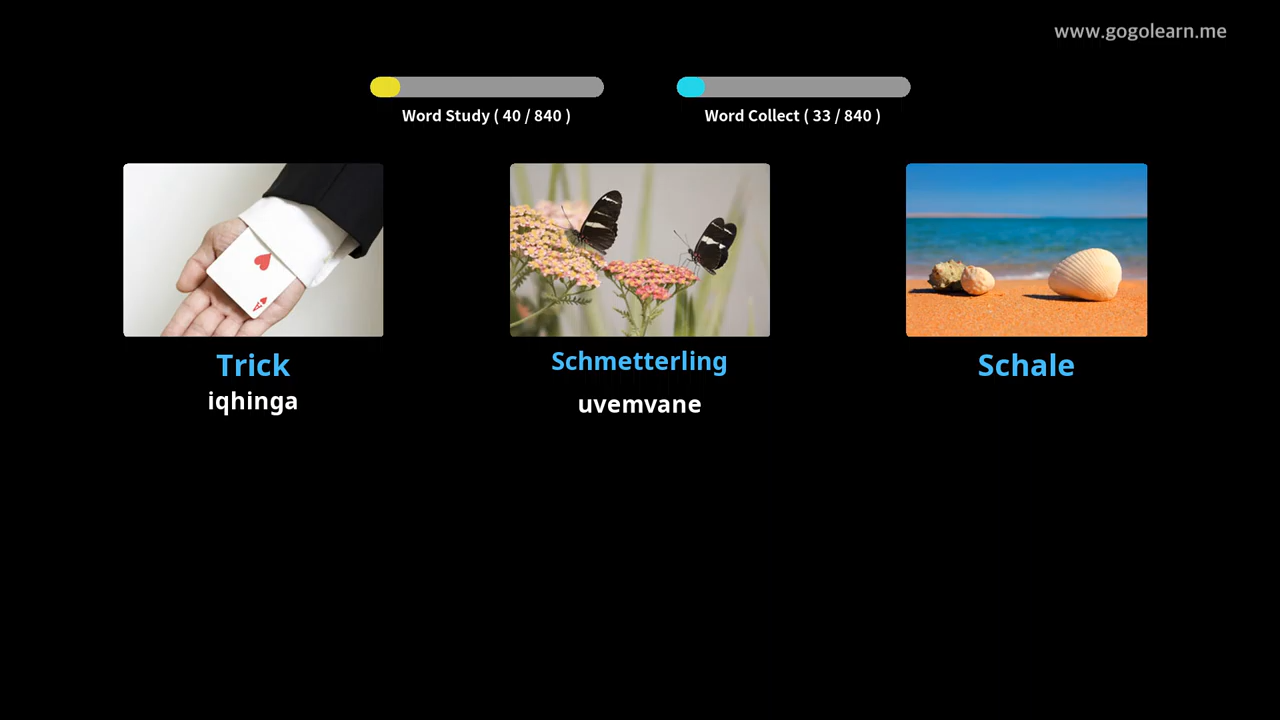 www.gogolearn.me
Word Study ( 40 / 840 )
Word Collect ( 33 / 840 )
Trick
iqhinga
Schmetterling
uvemvane
Schale